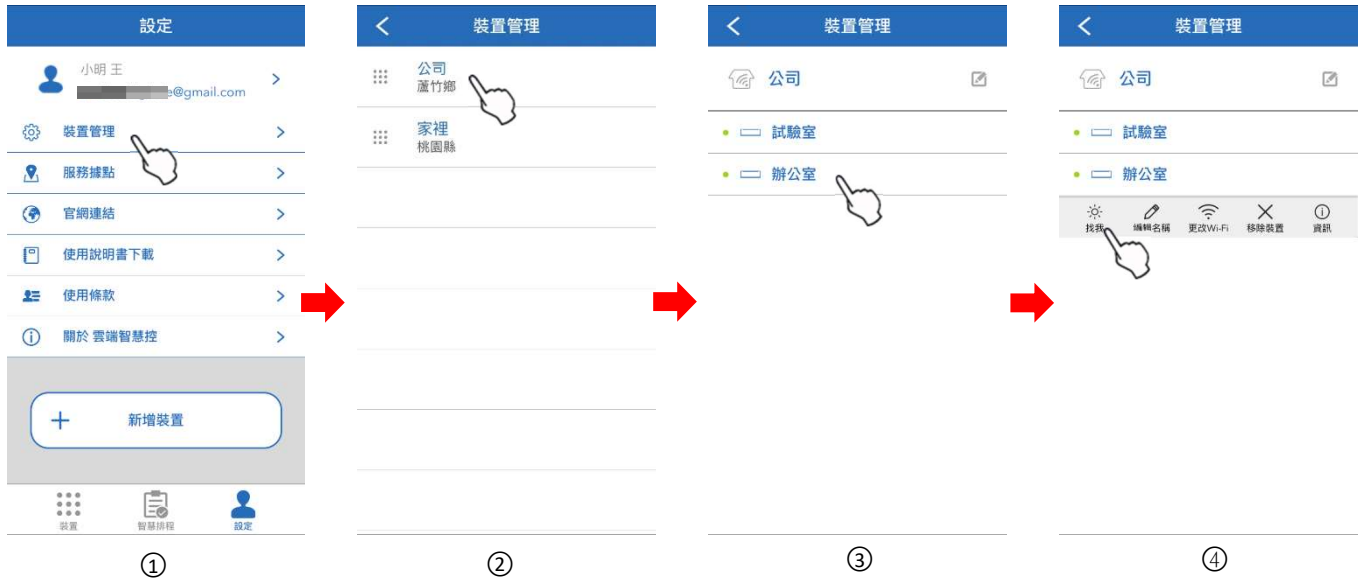 設定
小明 王
e@gmail.com
裝置管理
服務據點
官網連結
使用說明書下載
使用條款
關於 雲端智慧控
新增裝置
裝置
智慧排程
設定
①
裝置管理
公司
蘆竹鄉
家裡
桃園縣
②
裝置管理
公司
試驗室
辦公室
③
裝置管理
公司
試驗室
辦公室
找我
編輯名稱
更改Wi-Fi
移除裝置
資訊
④